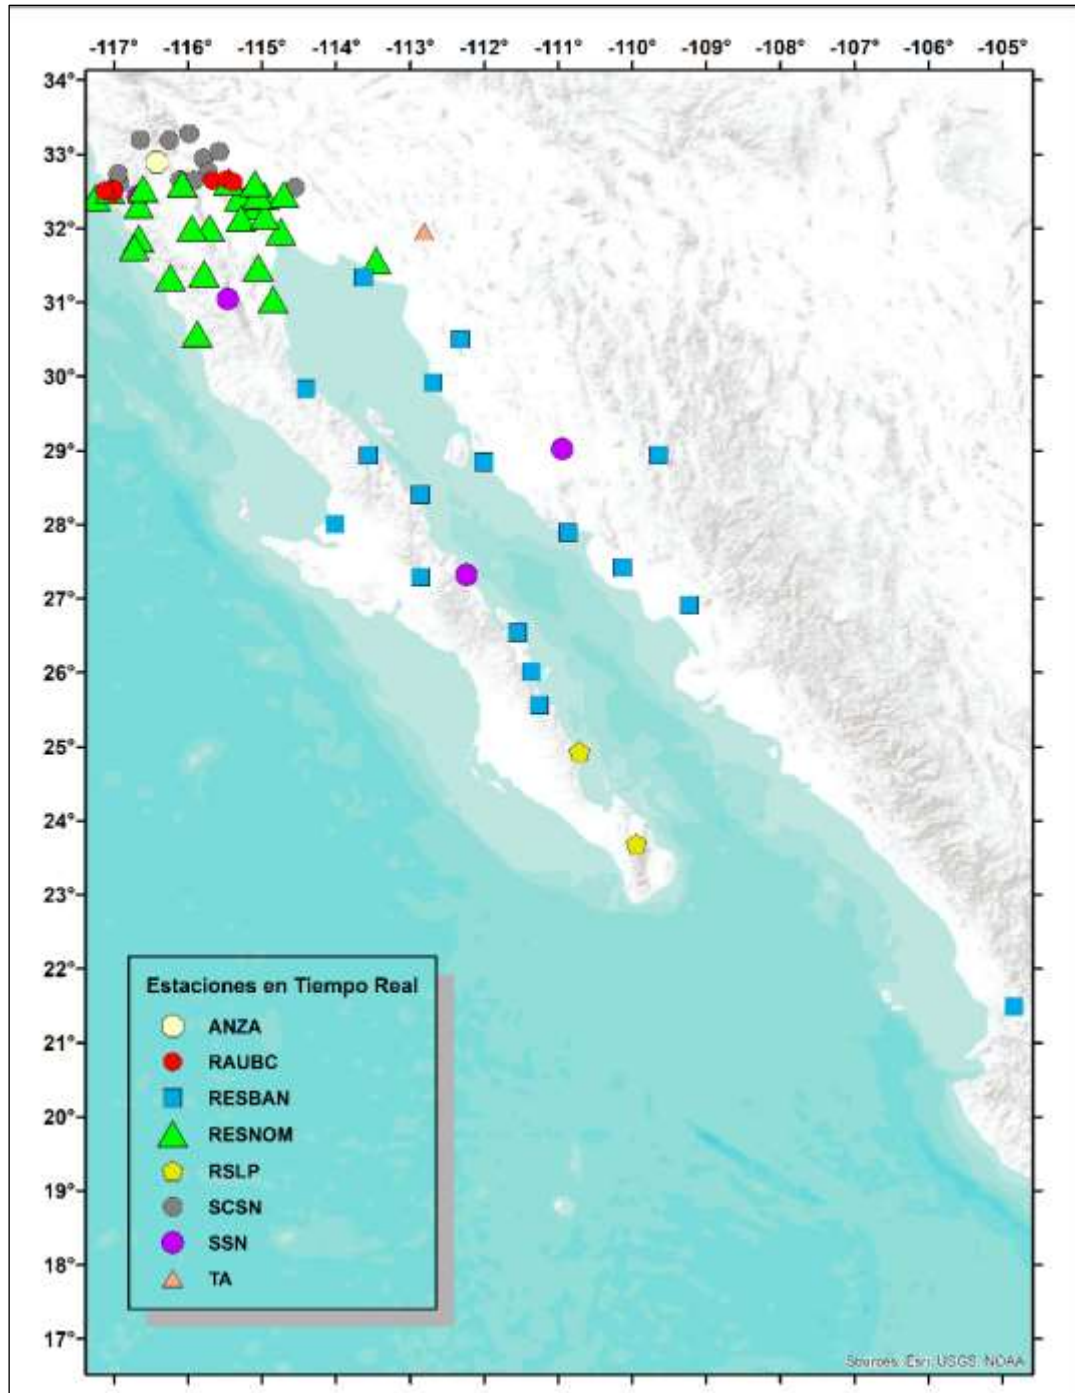 -117° -116° -115° -114° -113° -112° -111° -110° -109° -108° -107° -106° -105°
34°
33°
32°
31°
30°
29°
28°
27°
26°
25°
24°
23°
22°
21°
20°
19°
18°
17°
Estaciones en Tiempo Real
ANZA
RAUBC
RESBAN
RESNOM
RSLP
SCSN
SSN
TA
Sources: Esri, USGS, NOAA